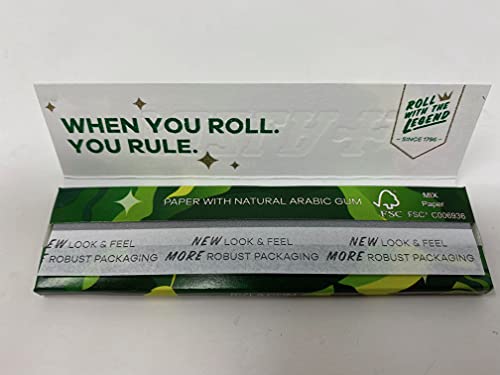 WHEN YOU ROLL.
YOU RULE.
ROLL
WITH THE
LEGEND
SINCE 1796
PAPER WITH NATURAL ARABIC GUM
FSC
MIX
Paper
FSC® C006936
EW LOOK & FEEL
E ROBUST PACKAGING
NEW LOOK & FEEL
MORE ROBUST PACKAGING
NEW LOOK & FEEL
MORE ROBUST PACKAGING